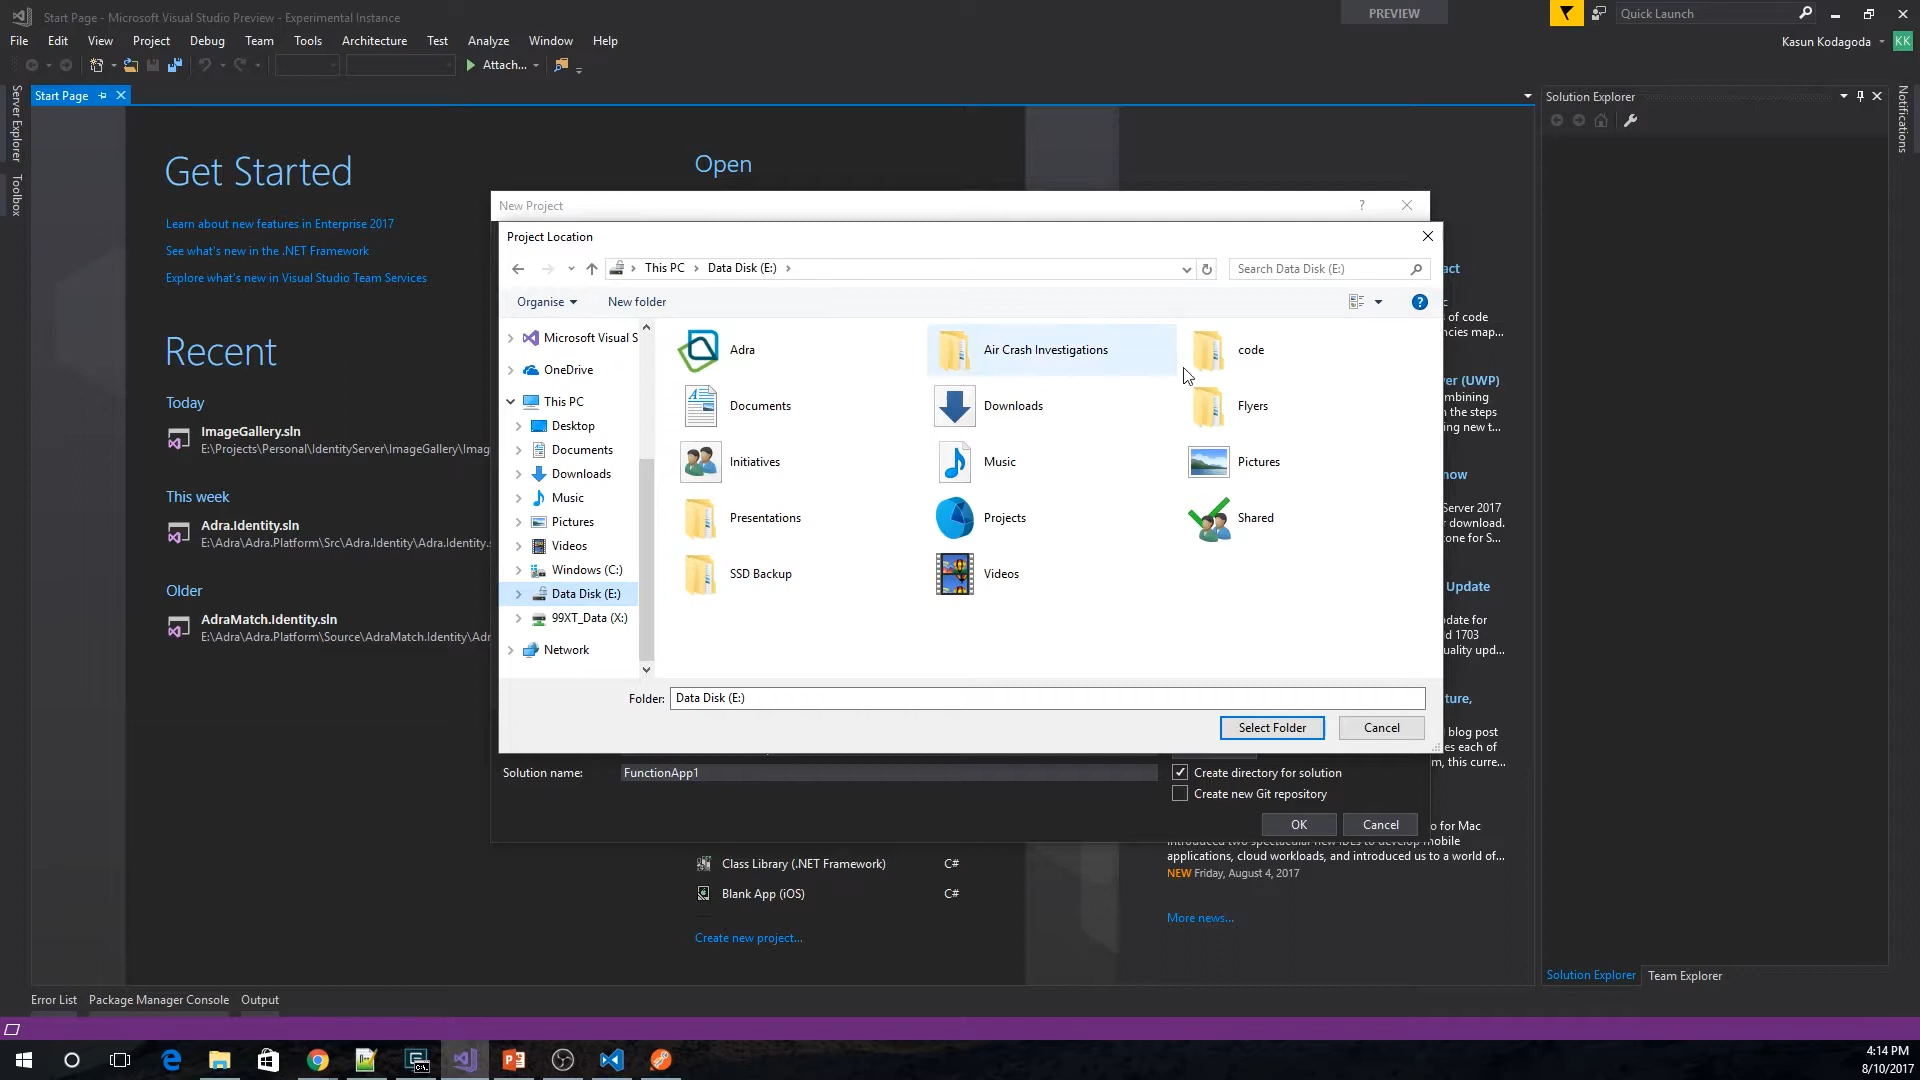 Start Page - Microsoft Visual Studio Preview - Experimental Instance
PREVIEW
Quick Launch
File Edit View Project Debug Team Tools Architecture Test Analyze Window Help
Kasun Kodagoda KK
Attach...
Server Explorer
Toolbox
Start Page
Solution Explorer
Notifications
Get Started
Learn about new features in Enterprise 2017
See what's new in the .NET Framework
Explore what's new in Visual Studio Team Services
Recent
Today
ImageGallery.sln
E:\Projects\Personal\IdentityServer\ImageGallery\Imag
This week
Adra.Identity.sln
E:\Adra\Adra.Platform\Src\Adra.Identity\Adra.Identity.s
Older
AdraMatch.Identity.sln
E:\Adra\Adra.Platform\Source\AdraMatch.Identity\Adr
Open
New Project
?
Project Location
This PC Data Disk (E:)
Search Data Disk (E:)
Organise New folder
?
Microsoft Visual S
OneDrive
This PC
Desktop
Documents
Downloads
Music
Pictures
Videos
Windows (C:)
Data Disk (E:)
99XT_Data (X:)
Network
Adra Air Crash Investigations code
Documents Downloads Flyers
Initiatives Music Pictures
Presentations Projects Shared
SSD Backup Videos
Folder: Data Disk (E:)
Select Folder Cancel
Solution name: FunctionApp1
Create directory for solution
Create new Git repository
OK Cancel
Class Library (.NET Framework) C#
Blank App (iOS) C#
Create new project...
act
s of code
ncies map...
er (UWP)
mbining
n the steps
ing new t...
now
Server 2017
download.
one for S...
Update
pdate for
d 1703
uality upd...
ture,
blog post
es each of
m, this curre...
o for Mac
introduced two spectacular new IDEs to develop mobile
applications, cloud workloads, and introduced us to a world of...
NEW Friday, August 4, 2017
More news...
Solution Explorer Team Explorer
Error List Package Manager Console Output
4:14 PM
8/10/2017